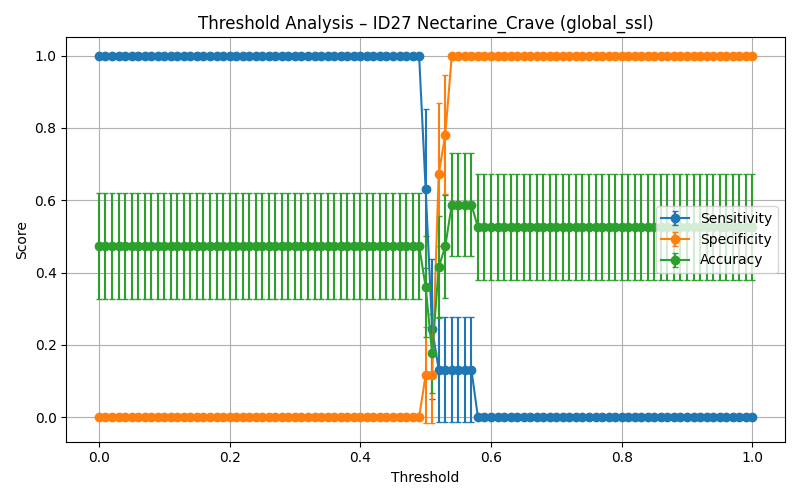 Threshold Analysis – ID27 Nectarine_Crave (global_ssl)
Score
1.0
0.8
0.6
0.4
0.2
0.0
Sensitivity
Specificity
Accuracy
0.0 0.2 0.4 0.6 0.8 1.0
Threshold